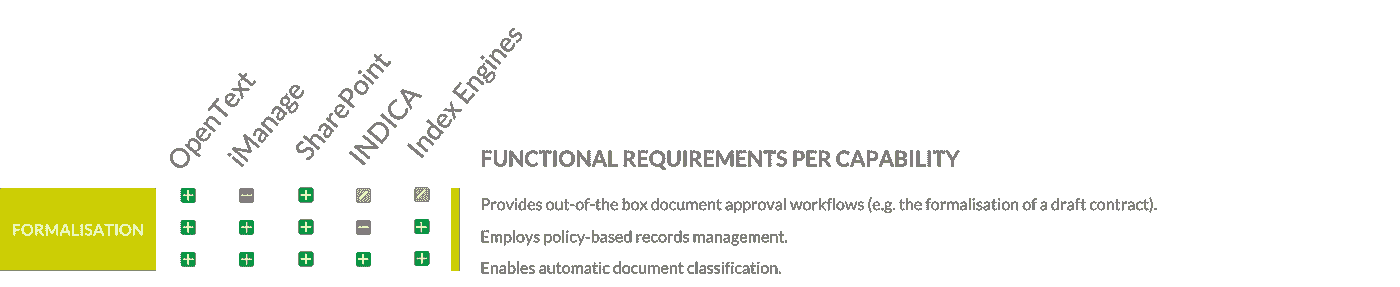 OpenText
iManage
SharePoint
INDICA
Index Engines
FUNCTIONAL REQUIREMENTS PER CAPABILITY
FORMALISATION
Provides out-of-the box document approval workflows (e.g. the formalisation of a draft contract).
Employs policy-based records management.
Enables automatic document classification.